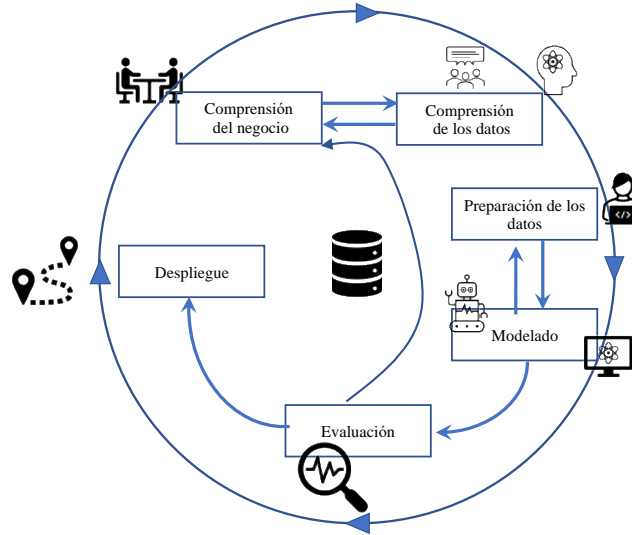 Comprensión
del negocio
Comprensión
de los datos
Preparación de los
datos
</>
Despliegue
Modelado
Evaluación